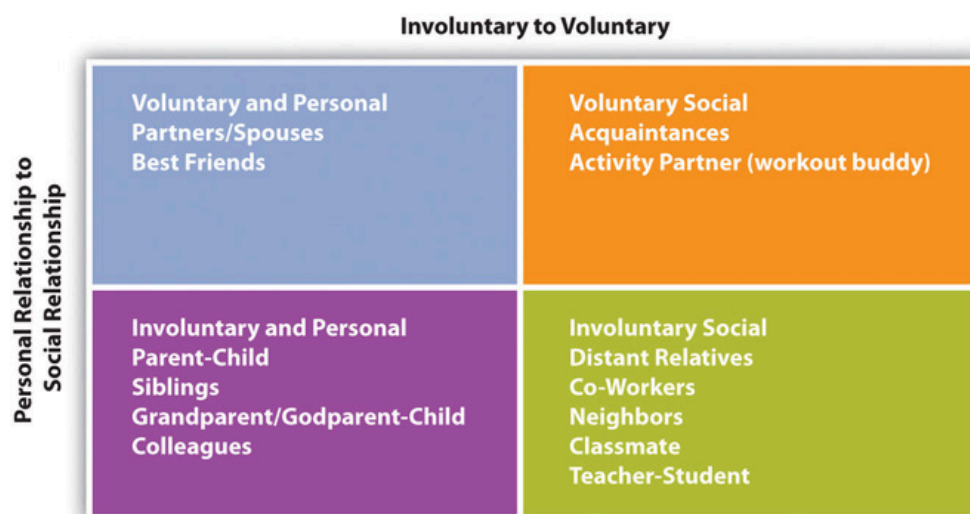 Involuntary to Voluntary
Personal Relationship to
Social Relationship
Voluntary and Personal
Partners/Spouses
Best Friends
Voluntary Social
Acquaintances
Activity Partner (workout buddy)
Involuntary and Personal
Parent-Child
Siblings
Grandparent/Godparent-Child
Colleagues
Involuntary Social
Distant Relatives
Co-Workers
Neighbors
Classmate
Teacher-Student